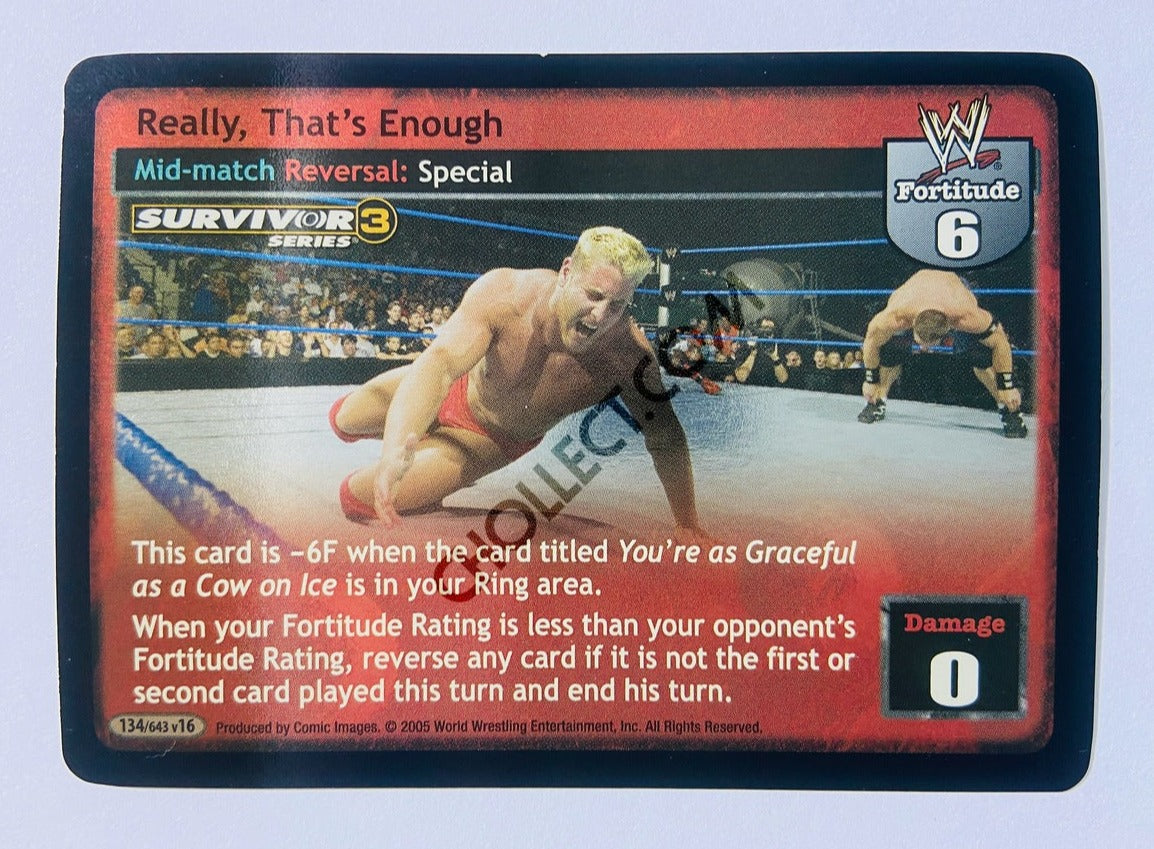 Really, That's Enough
Mid-match Reversal: Special
W
Fortitude
6
SURVIVOR 3
SERIES®
CHOLLECT.COM
This card is –6F when the card titled You're as Graceful
as a Cow on Ice is in your Ring area.
When your Fortitude Rating is less than your opponent's
Fortitude Rating, reverse any card if it is not the first or
second card played this turn and end his turn.
Damage
0
134/643 v16 Produced by Comic Images. © 2005 World Wrestling Entertainment, Inc. All Rights Reserved.